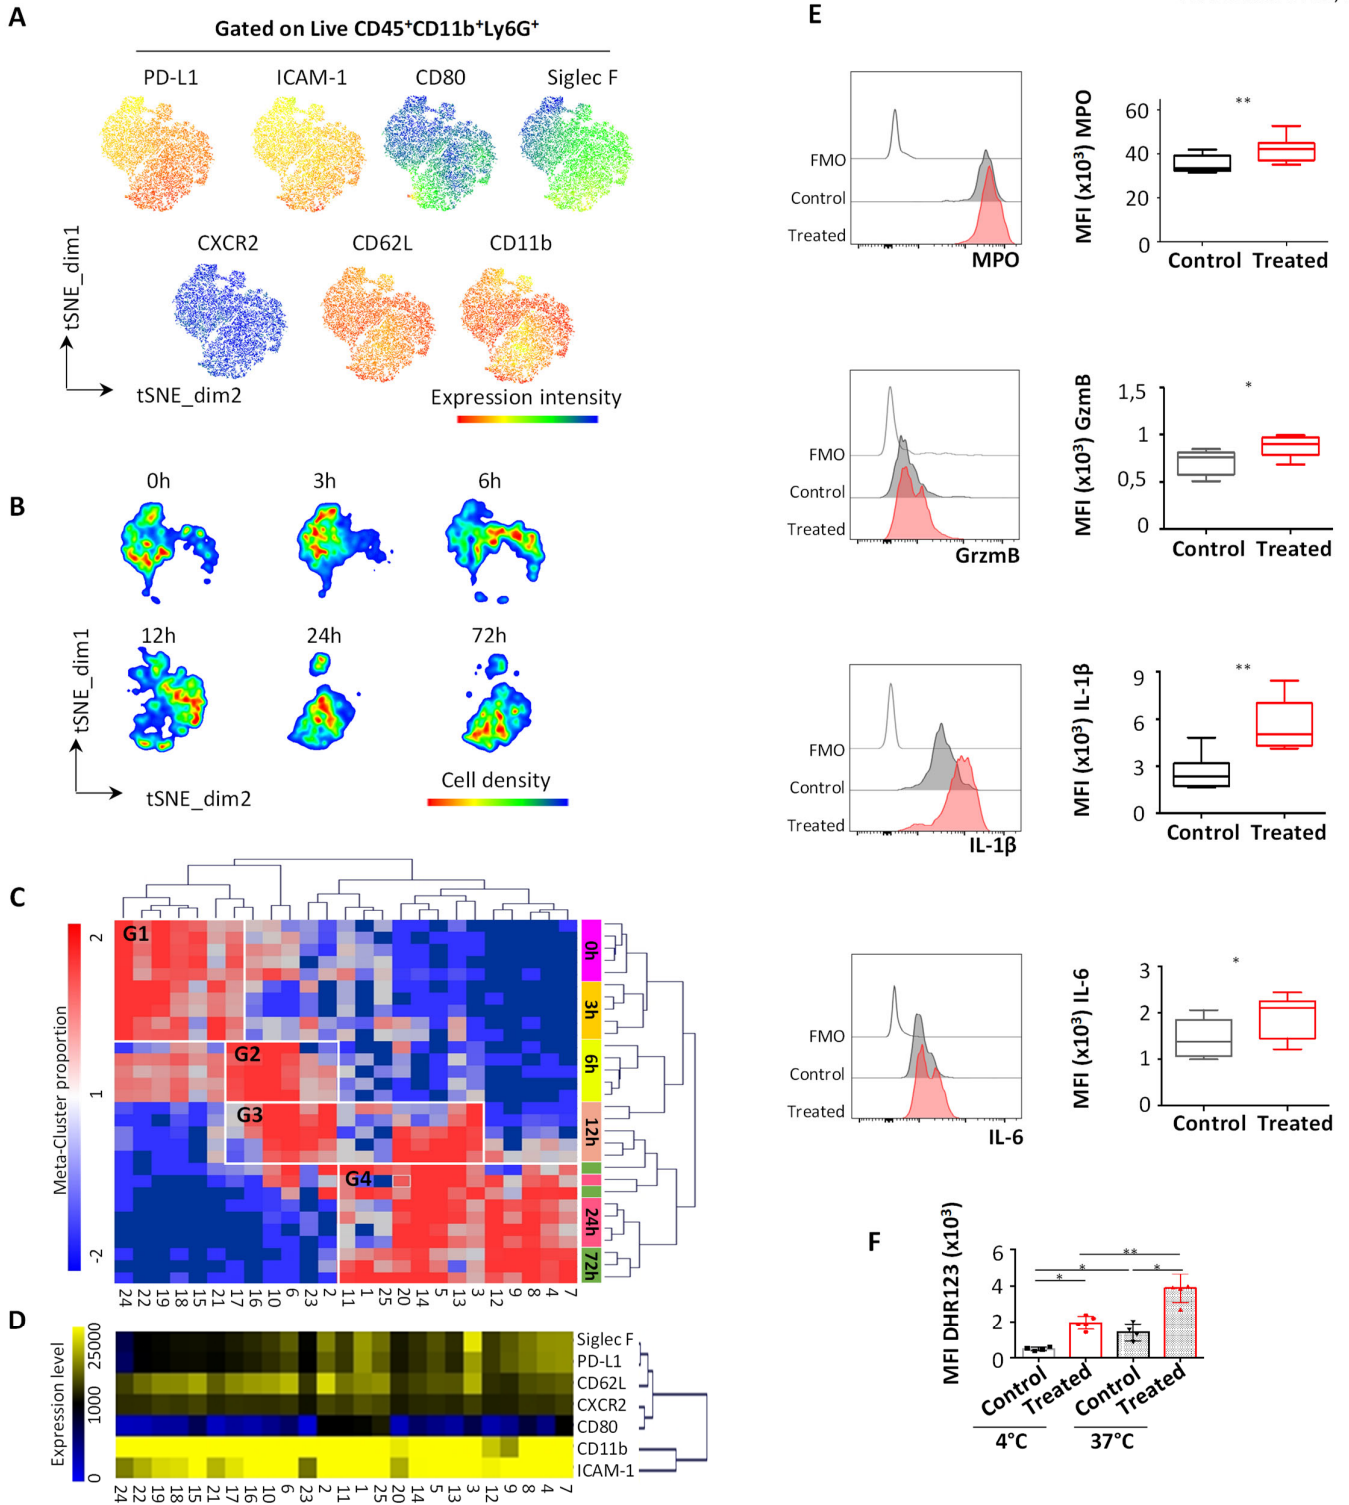 A
Gated on Live CD45⁺CD11b⁺Ly6G⁺
PD-L1 ICAM-1 CD80 Siglec F
CXCR2 CD62L CD11b
tSNE_dim1
tSNE_dim2
Expression intensity
B
0h 3h 6h
12h 24h 72h
tSNE_dim1
tSNE_dim2
Cell density
C
Meta-Cluster proportion
2
1
-2
G1
G2
G3
G4
0h
3h
6h
12h
24h
72h
24 22 19 18 15 21 17 16 10 6 23 2 11 1 25 20 14 5 13 3 12 9 8 4 7
D
Expression level
25000
1000
0
Siglec F
PD-L1
CD62L
CXCR2
CD80
CD11b
ICAM-1
24 22 19 18 15 21 17 16 10 6 23 2 11 1 25 20 14 5 13 3 12 9 8 4 7
E
FMO
Control
Treated
MPO
MFI (x10³) MPO
60
40
20
0
**
Control Treated
FMO
Control
Treated
GrzmB
MFI (x10³) GzmB
1,5
1
0,5
0
*
Control Treated
FMO
Control
Treated
IL-1β
MFI (x10³) IL-1β
9
6
3
0
**
Control Treated
FMO
Control
Treated
IL-6
MFI (x10³) IL-6
3
2
1
0
*
Control Treated
F
MFI DHR123 (x10³)
6
4
2
0
**
* *
*
Control Treated Control Treated
4°C 37°C